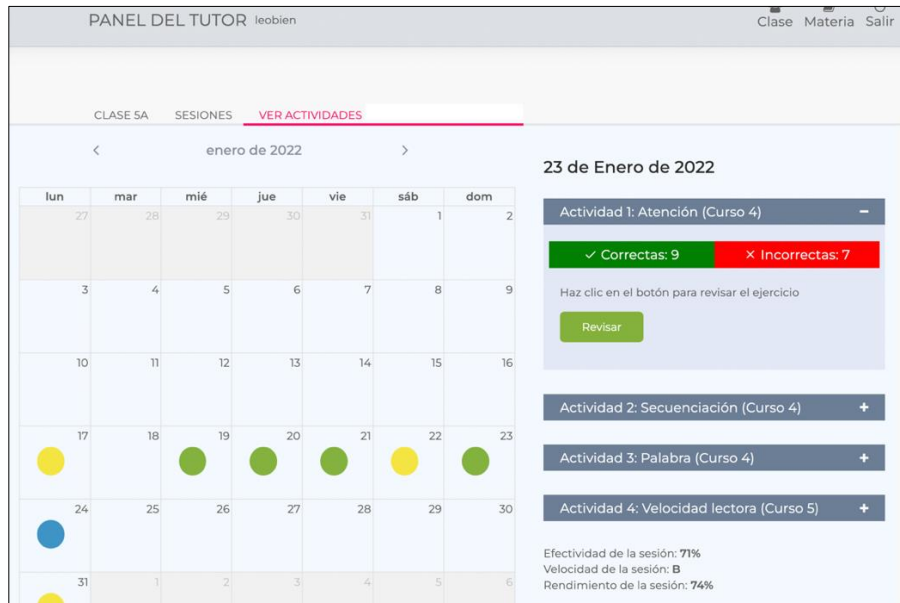 PANEL DEL TUTOR leobien
Clase Materia Salir
CLASE 5A SESIONES VER ACTIVIDADES
< enero de 2022 >
lun mar mié jue vie sáb dom
27 28 29 30 31 1 2
3 4 5 6 7 8 9
10 11 12 13 14 15 16
17 18 19 20 21 22 23
24 25 26 27 28 29 30
31 1 2 3 4 5 6
23 de Enero de 2022
Actividad 1: Atención (Curso 4) −
✓ Correctas: 9 × Incorrectas: 7
Haz clic en el botón para revisar el ejercicio
Revisar
Actividad 2: Secuenciación (Curso 4) +
Actividad 3: Palabra (Curso 4) +
Actividad 4: Velocidad lectora (Curso 5) +
Efectividad de la sesión: 71%
Velocidad de la sesión: B
Rendimiento de la sesión: 74%